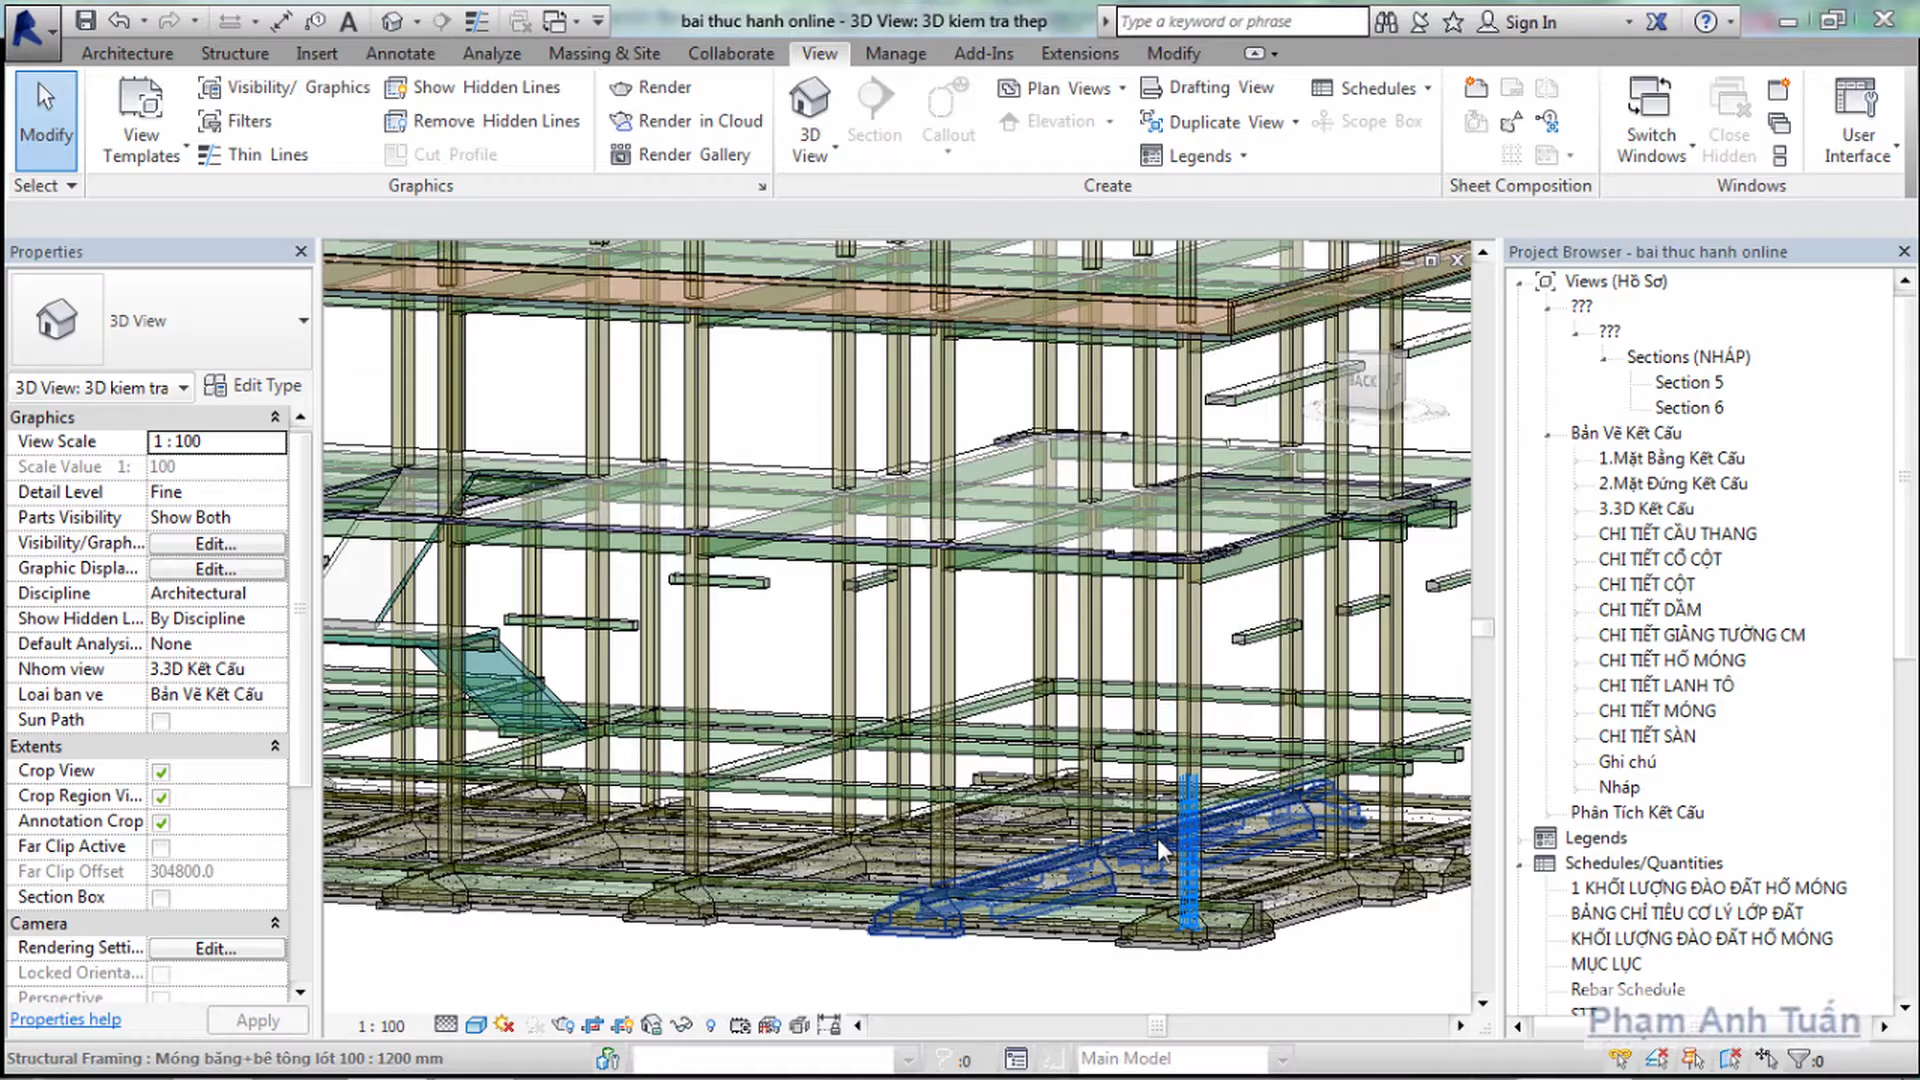 bai thuc hanh online - 3D View: 3D kiem tra thep
Type a keyword or phrase
Sign In
Architecture Structure Insert Annotate Analyze Massing & Site Collaborate View Manage Add-Ins Extensions Modify
Modify
View Templates
Visibility/ Graphics
Filters
Thin Lines
Show Hidden Lines
Remove Hidden Lines
Cut Profile
Render
Render in Cloud
Render Gallery
3D View
Section
Callout
Plan Views
Elevation
Drafting View
Duplicate View
Legends
Schedules
Scope Box
Switch Windows
Close Hidden
User Interface
Select
Graphics
Create
Sheet Composition
Windows
Properties
3D View
3D View: 3D kiem tra
Edit Type
Graphics
View Scale 1 : 100
Scale Value 1: 100
Detail Level Fine
Parts Visibility Show Both
Visibility/Graph... Edit...
Graphic Displa... Edit...
Discipline Architectural
Show Hidden L... By Discipline
Default Analysi... None
Nhom view 3.3D Kết Cấu
Loai ban ve Bản Vẽ Kết Cấu
Sun Path
Extents
Crop View
Crop Region Vi...
Annotation Crop
Far Clip Active
Far Clip Offset 304800.0
Section Box
Camera
Rendering Setti... Edit...
Locked Orienta...
Perspective
Properties help
Apply
BACK
1 : 100
Project Browser - bai thuc hanh online
Views (Hồ Sơ)
???
???
Sections (NHÁP)
Section 5
Section 6
Bản Vẽ Kết Cấu
1.Mặt Bằng Kết Cấu
2.Mặt Đứng Kết Cấu
3.3D Kết Cấu
CHI TIẾT CẦU THANG
CHI TIẾT CỔ CỘT
CHI TIẾT CỘT
CHI TIẾT DẦM
CHI TIẾT GIẰNG TƯỜNG CM
CHI TIẾT HỐ MÓNG
CHI TIẾT LANH TÔ
CHI TIẾT MÓNG
CHI TIẾT SÀN
Ghi chú
Nháp
Phân Tích Kết Cấu
Legends
Schedules/Quantities
1 KHỐI LƯỢNG ĐÀO ĐẤT HỐ MÓNG
BẢNG CHỈ TIÊU CƠ LÝ LỚP ĐẤT
KHỐI LƯỢNG ĐÀO ĐẤT HỐ MÓNG
MỤC LỤC
Rebar Schedule
Phạm Anh Tuấn
Structural Framing : Móng băng+bê tông lót 100 : 1200 mm
:0
Main Model
:0